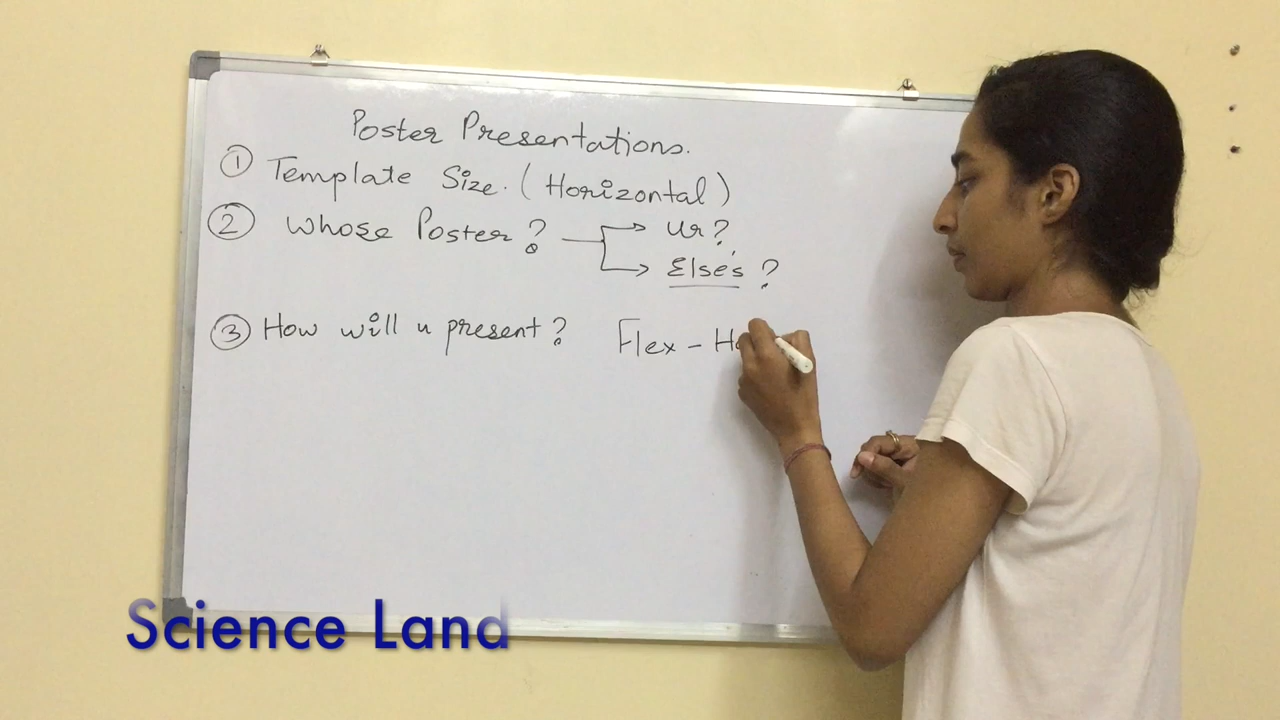 Poster Presentations.
① Template Size. (Horizontal)
② Whose Poster? → Ur?
→ Else's ?
③ How will u present? Flex - H
Science Land